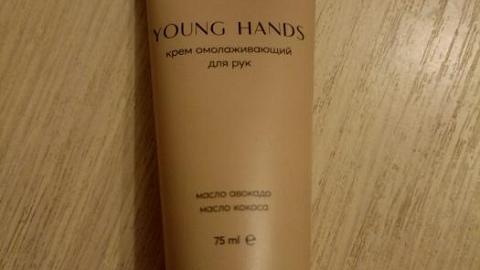 YOUNG HANDS
крем омолаживающий
для рук
масло авокадо
масло кокоса
75 ml ℮